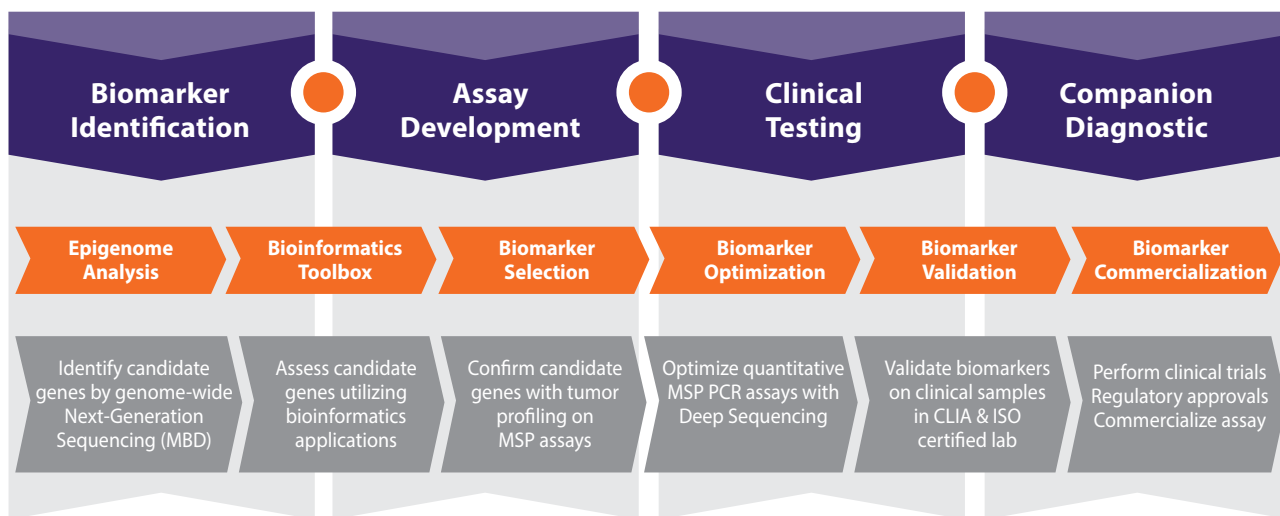 Biomarker
Identification
Assay
Development
Clinical
Testing
Companion
Diagnostic
Epigenome
Analysis
Bioinformatics
Toolbox
Biomarker
Selection
Biomarker
Optimization
Biomarker
Validation
Biomarker
Commercialization
Identify candidate
genes by genome-wide
Next-Generation
Sequencing (MBD)
Assess candidate
genes utilizing
bioinformatics
applications
Confirm candidate
genes with tumor
profiling on
MSP assays
Optimize quantitative
MSP PCR assays with
Deep Sequencing
Validate biomarkers
on clinical samples
in CLIA & ISO
certified lab
Perform clinical trials
Regulatory approvals
Commercialize assay